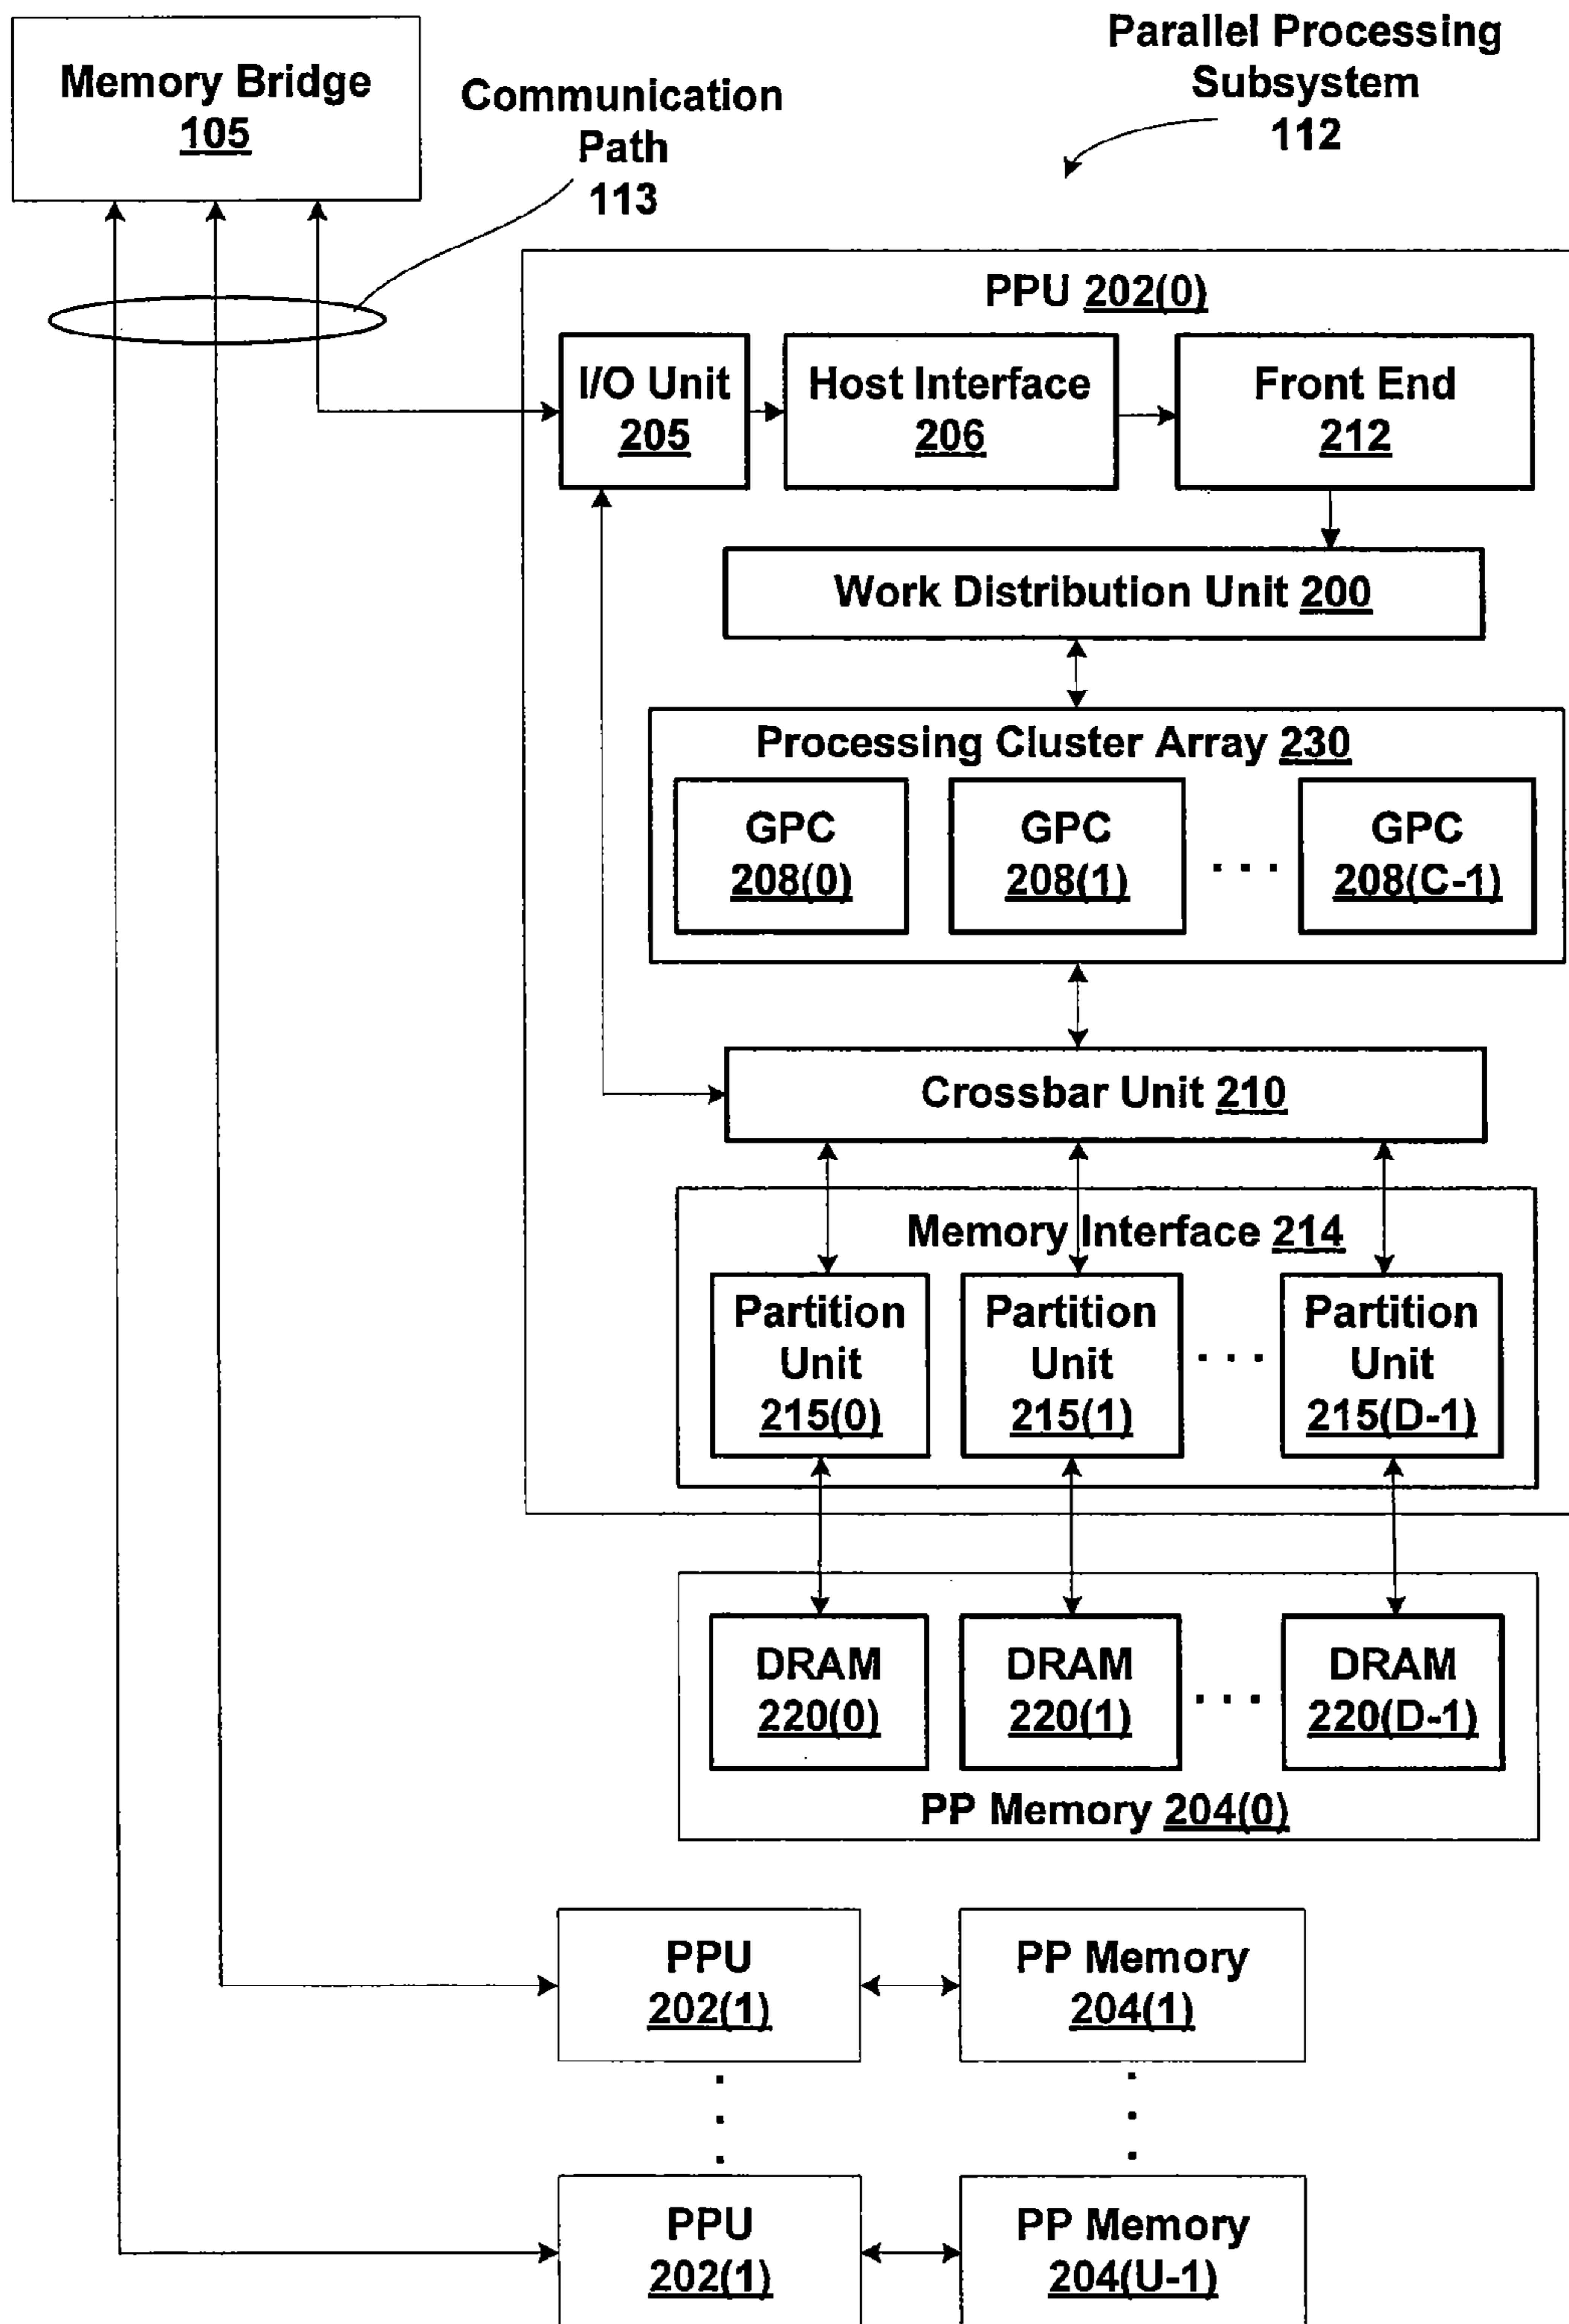 Memory Bridge
105
Communication
Path
113
Parallel Processing
Subsystem
112
PPU 202(0)
I/O Unit
205
Host Interface
206
Front End
212
Work Distribution Unit 200
Processing Cluster Array 230
GPC
208(0)
GPC
208(1)
. . .
GPC
208(C-1)
Crossbar Unit 210
Memory Interface 214
Partition
Unit
215(0)
Partition
Unit
215(1)
. . .
Partition
Unit
215(D-1)
DRAM
220(0)
DRAM
220(1)
. . .
DRAM
220(D-1)
PP Memory 204(0)
PPU
202(1)
PP Memory
204(1)
PPU
202(1)
PP Memory
204(U-1)